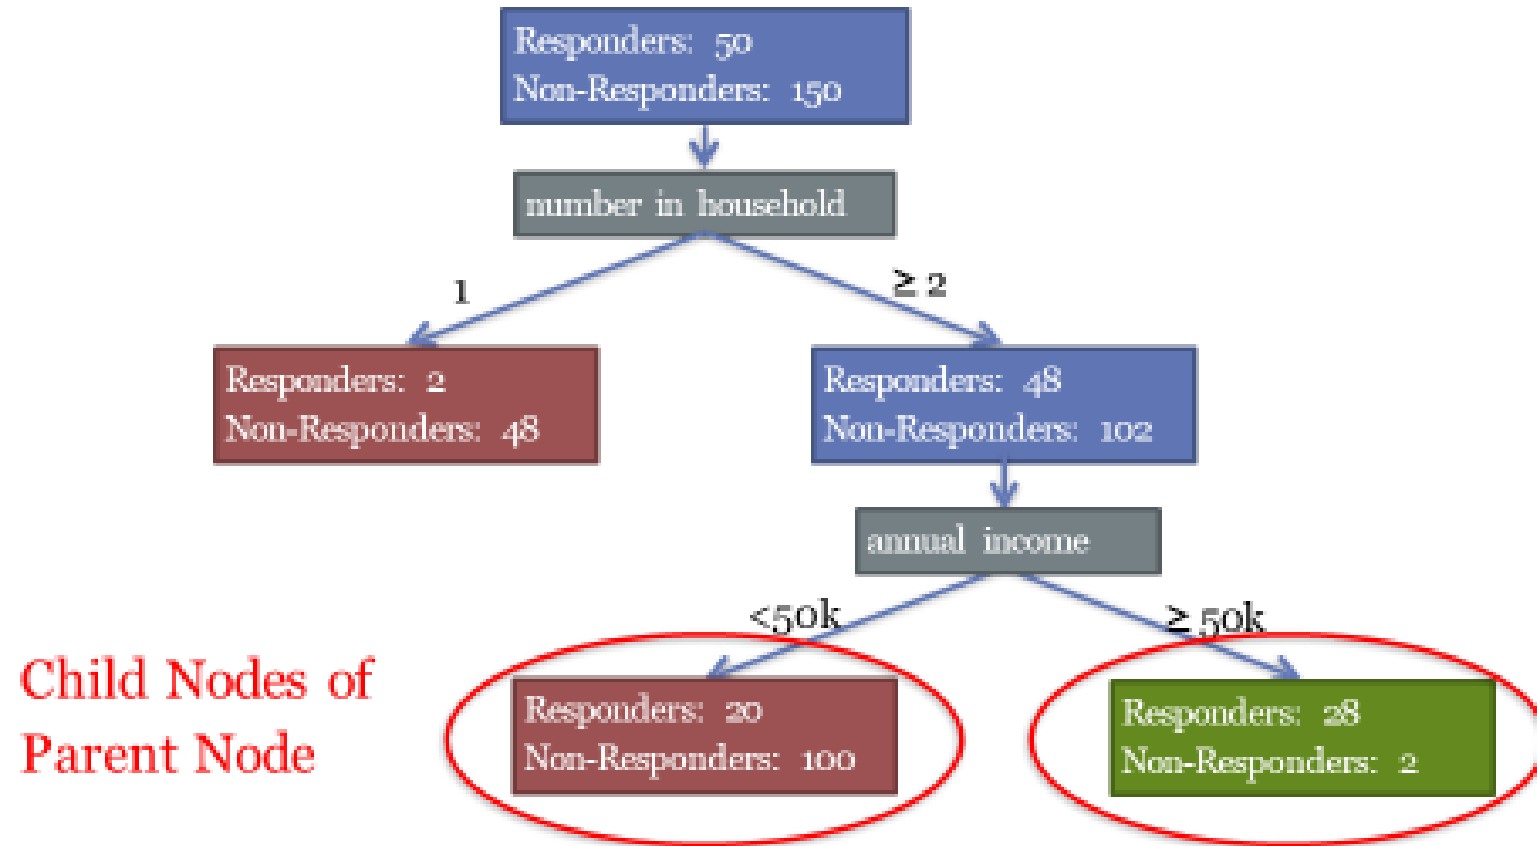 Responders: 50
Non-Responders: 150
number in household
1
≥ 2
Responders: 2
Non-Responders: 48
Responders: 48
Non-Responders: 102
annual income
<50k
≥ 50k
Child Nodes of
Parent Node
Responders: 20
Non-Responders: 100
Responders: 28
Non-Responders: 2